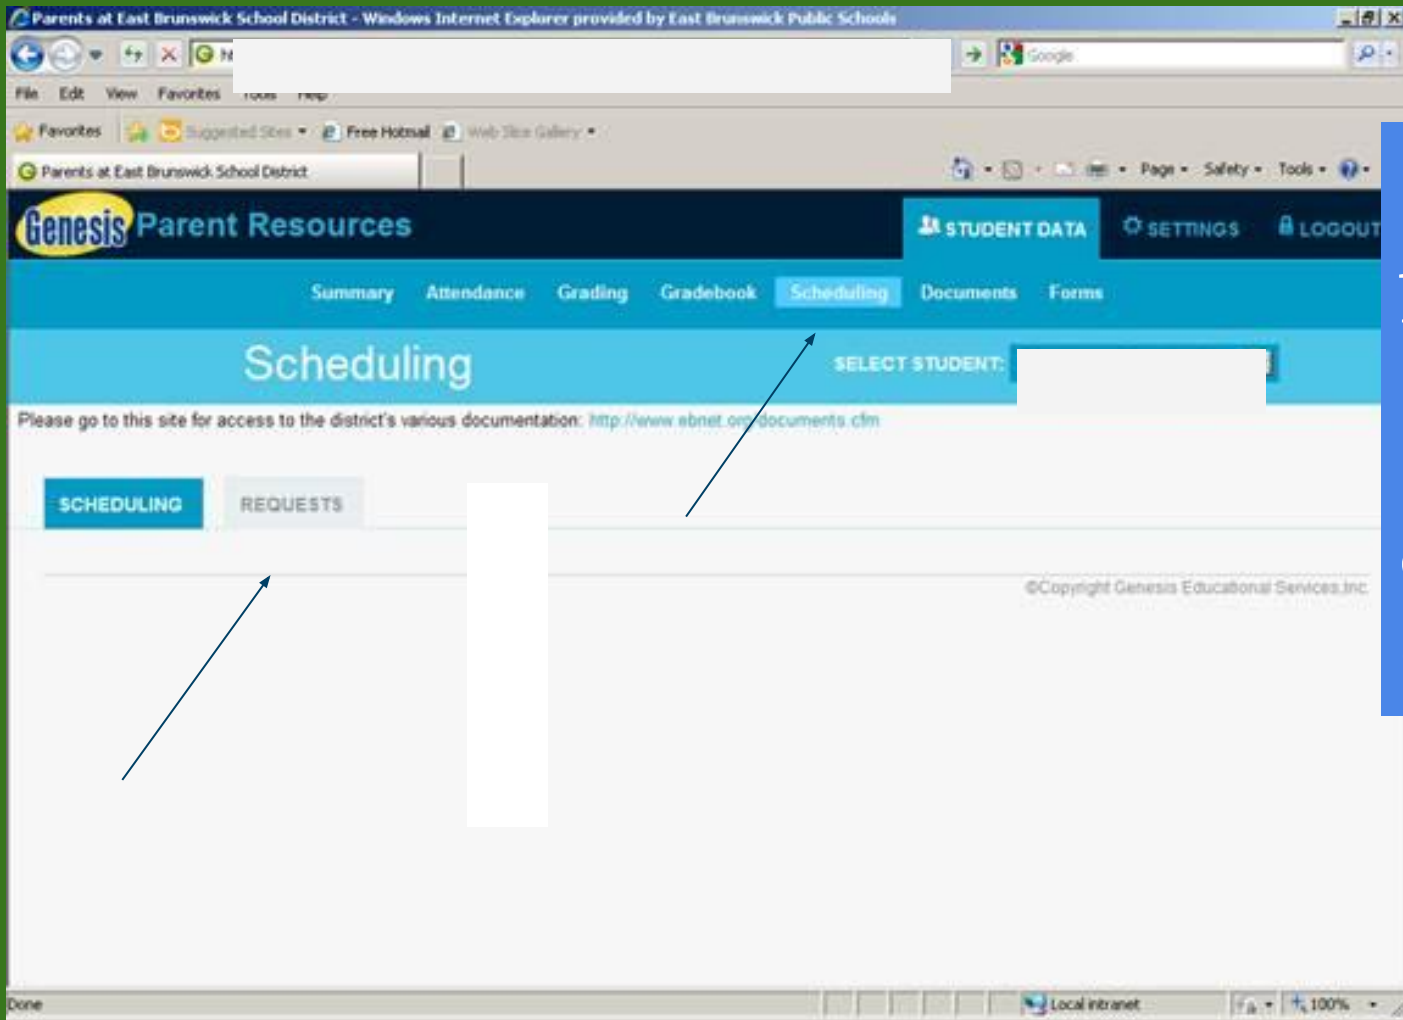 Parents at East Brunswick School District - Windows Internet Explorer provided by East Brunswick Public Schools
Google
File Edit View Favorites Tools Help
Favorites Suggested Sites Free Hotmail Web Slice Gallery
Parents at East Brunswick School District
Page Safety Tools
Genesis Parent Resources
STUDENT DATA SETTINGS LOGOUT
Summary Attendance Grading Gradebook Scheduling Documents Forms
Scheduling
SELECT STUDENT:
Please go to this site for access to the district's various documentation: http://www.ebnet.org/documents.cfm
SCHEDULING REQUESTS
©Copyright Genesis Educational Services,Inc.
Done
Local intranet
100%